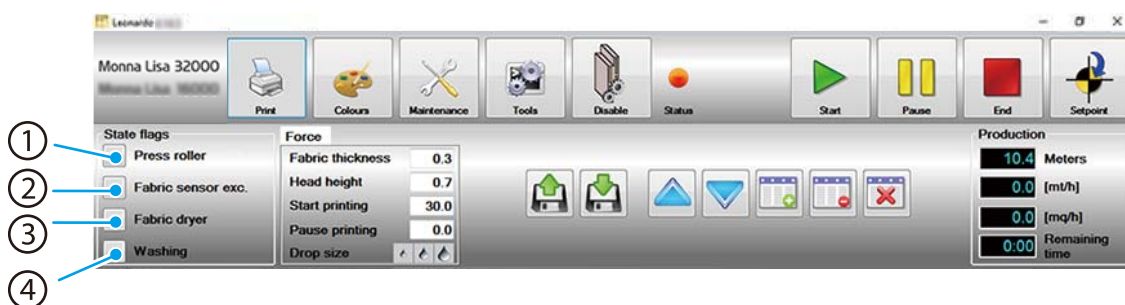 Leonardo
Monna Lisa 32000
Print
Colours
Maintenance
Tools
Disable
Status
Start
Pause
End
Setpoint
① State flags
Press roller
② Fabric sensor exc.
③ Fabric dryer
④ Washing
Force
Fabric thickness 0.3
Head height 0.7
Start printing 30.0
Pause printing 0.0
Drop size
Production
10.4 Meters
0.0 [mt/h]
0.0 [mq/h]
0:00 Remaining time